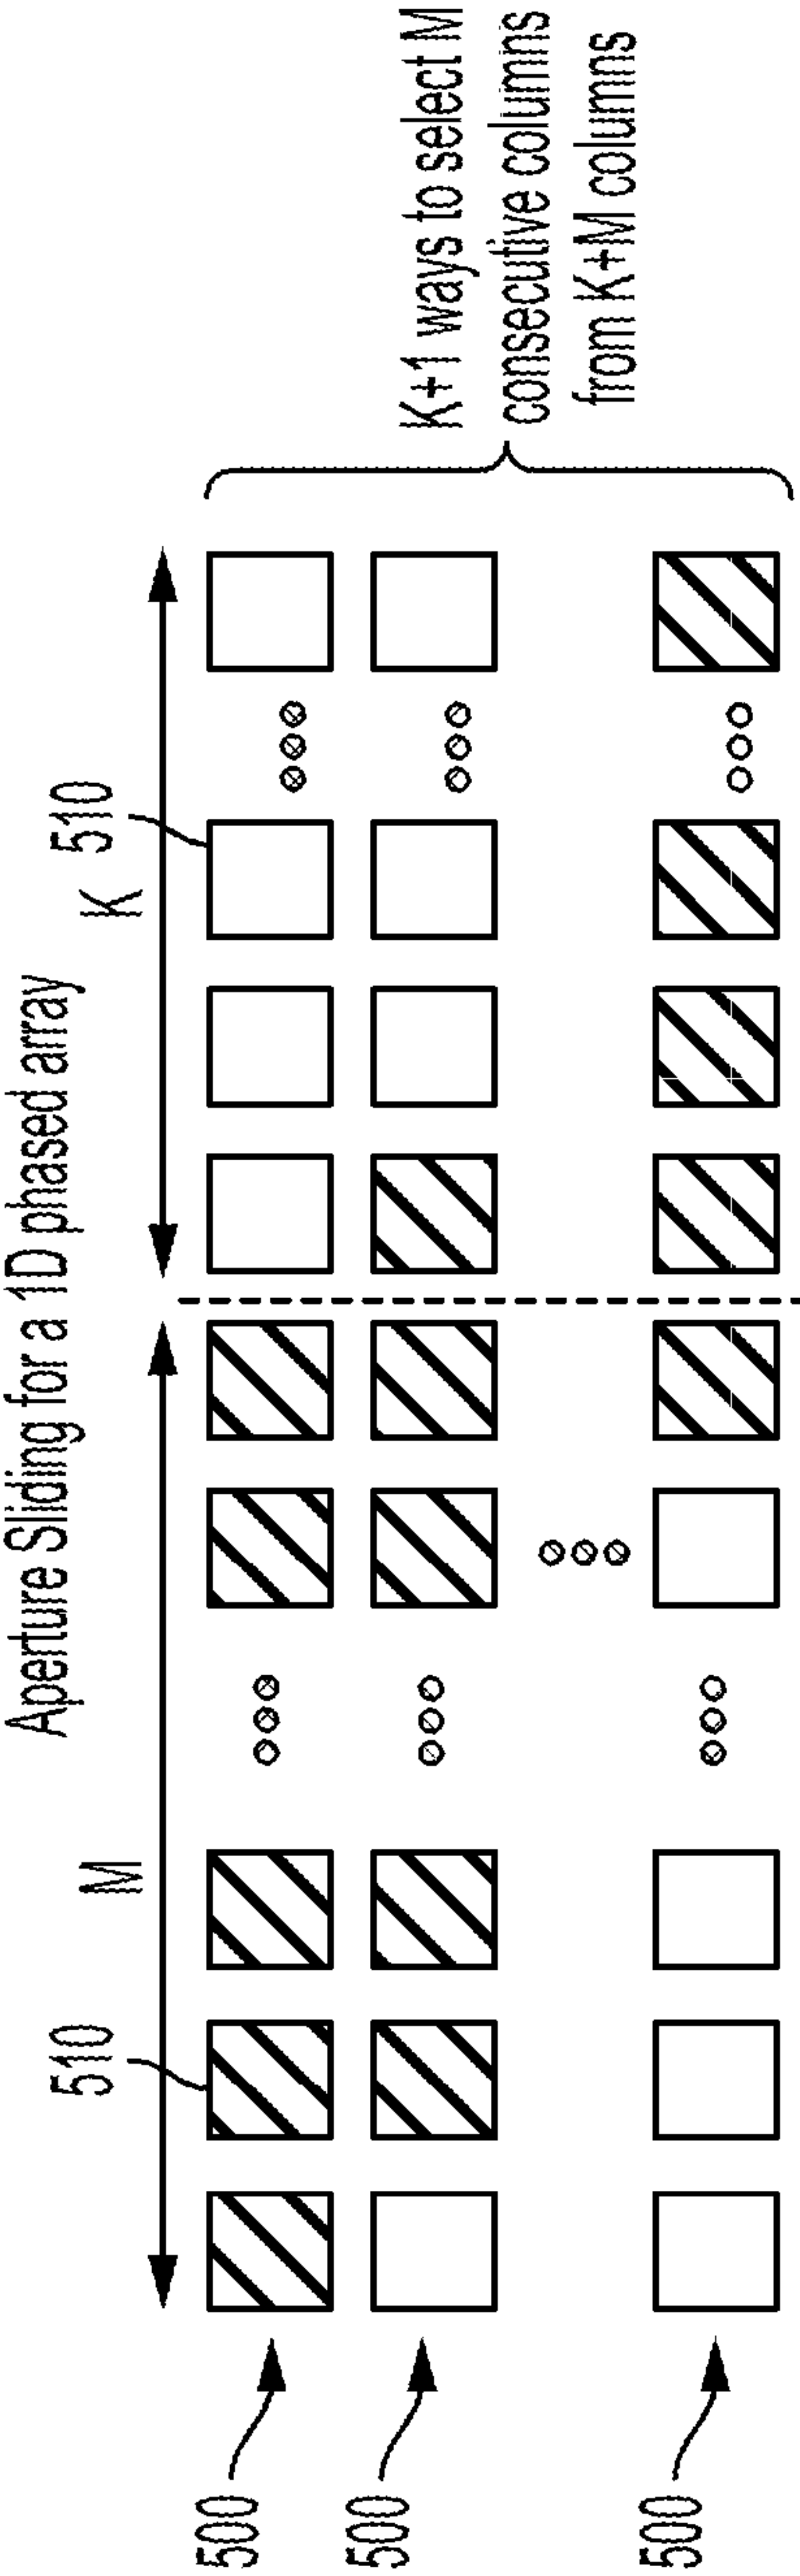 Aperture Sliding for a 1D phased array
M
K
510
510
500
500
500
K+1 ways to select M
consecutive columns
from K+M columns